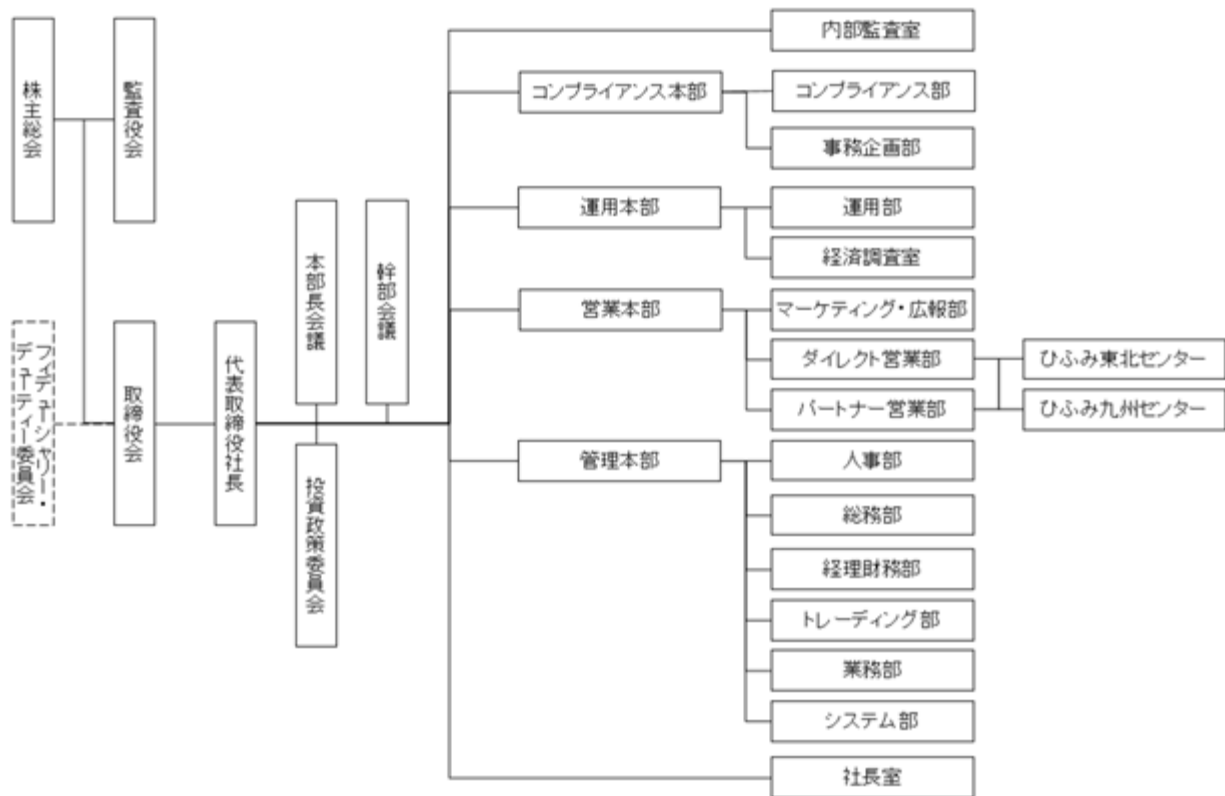 株主総会
監査役会
フィデューシャリー・
デューティー委員会
取締役会
代表取締役社長
本部長会議
投資政策委員会
幹部会議
内部監査室
コンプライアンス本部
コンプライアンス部
事務企画部
運用本部
運用部
経済調査室
営業本部
マーケティング・広報部
ダイレクト営業部
パートナー営業部
ひふみ東北センター
ひふみ九州センター
管理本部
人事部
総務部
経理財務部
トレーディング部
業務部
システム部
社長室